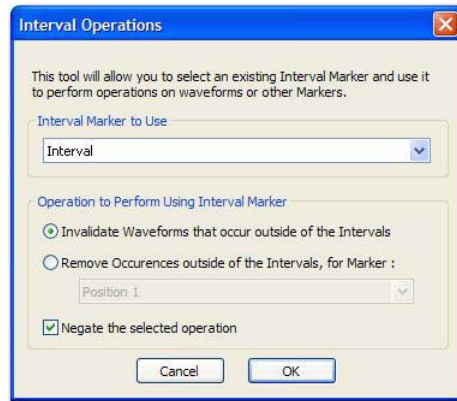 Interval Operations
This tool will allow you to select an existing Interval Marker and use it
to perform operations on waveforms or other Markers.
Interval Marker to Use
Interval
Operation to Perform Using Interval Marker
Invalidate Waveforms that occur outside of the Intervals
Remove Occurences outside of the Intervals, for Marker :
Position 1
Negate the selected operation
Cancel
OK